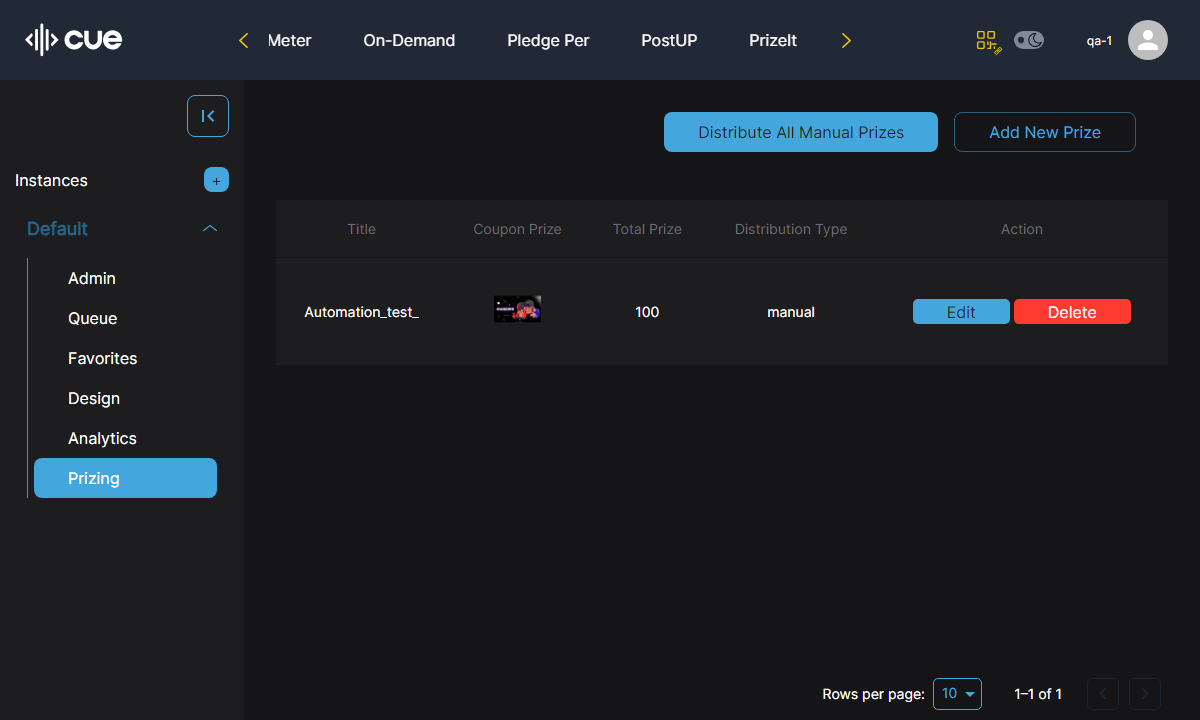 cue
Meter On-Demand Pledge Per PostUP PrizeIt
qa-1
Instances
+
Default
Admin
Queue
Favorites
Design
Analytics
Prizing
Distribute All Manual Prizes Add New Prize
Title Coupon Prize Total Prize Distribution Type Action
Automation_test_ 100 manual Edit Delete
Rows per page: 10 1–1 of 1